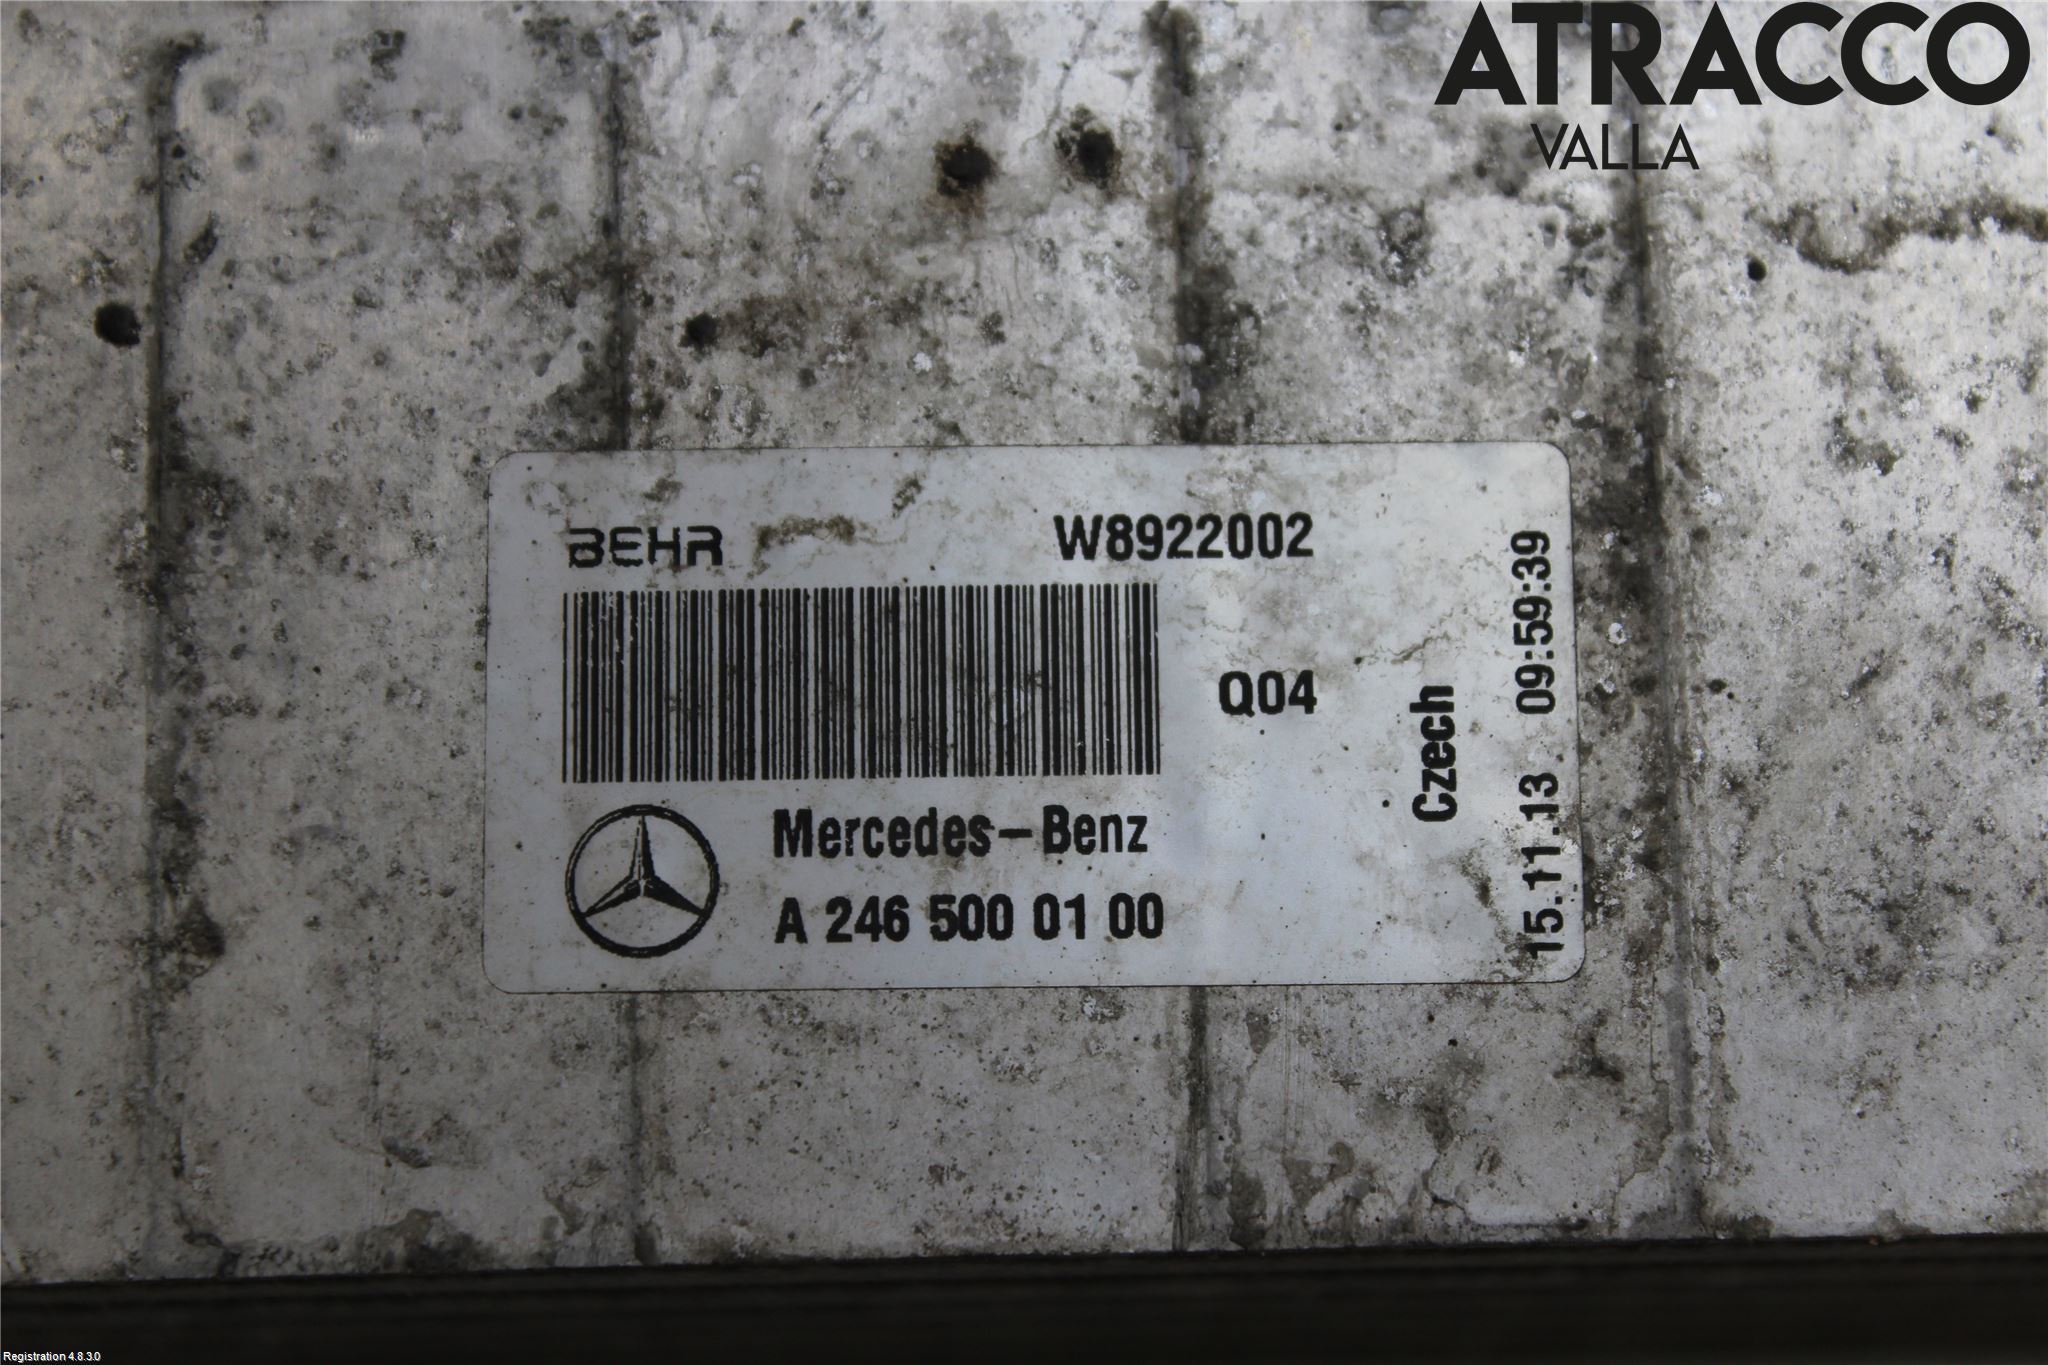 ATRACCO
VALLA
BEHR
W8922002
Q04
Czech
15.11.13 09:59:39
Mercedes-Benz
A 246 500 01 00
Registration 4.8.3.0